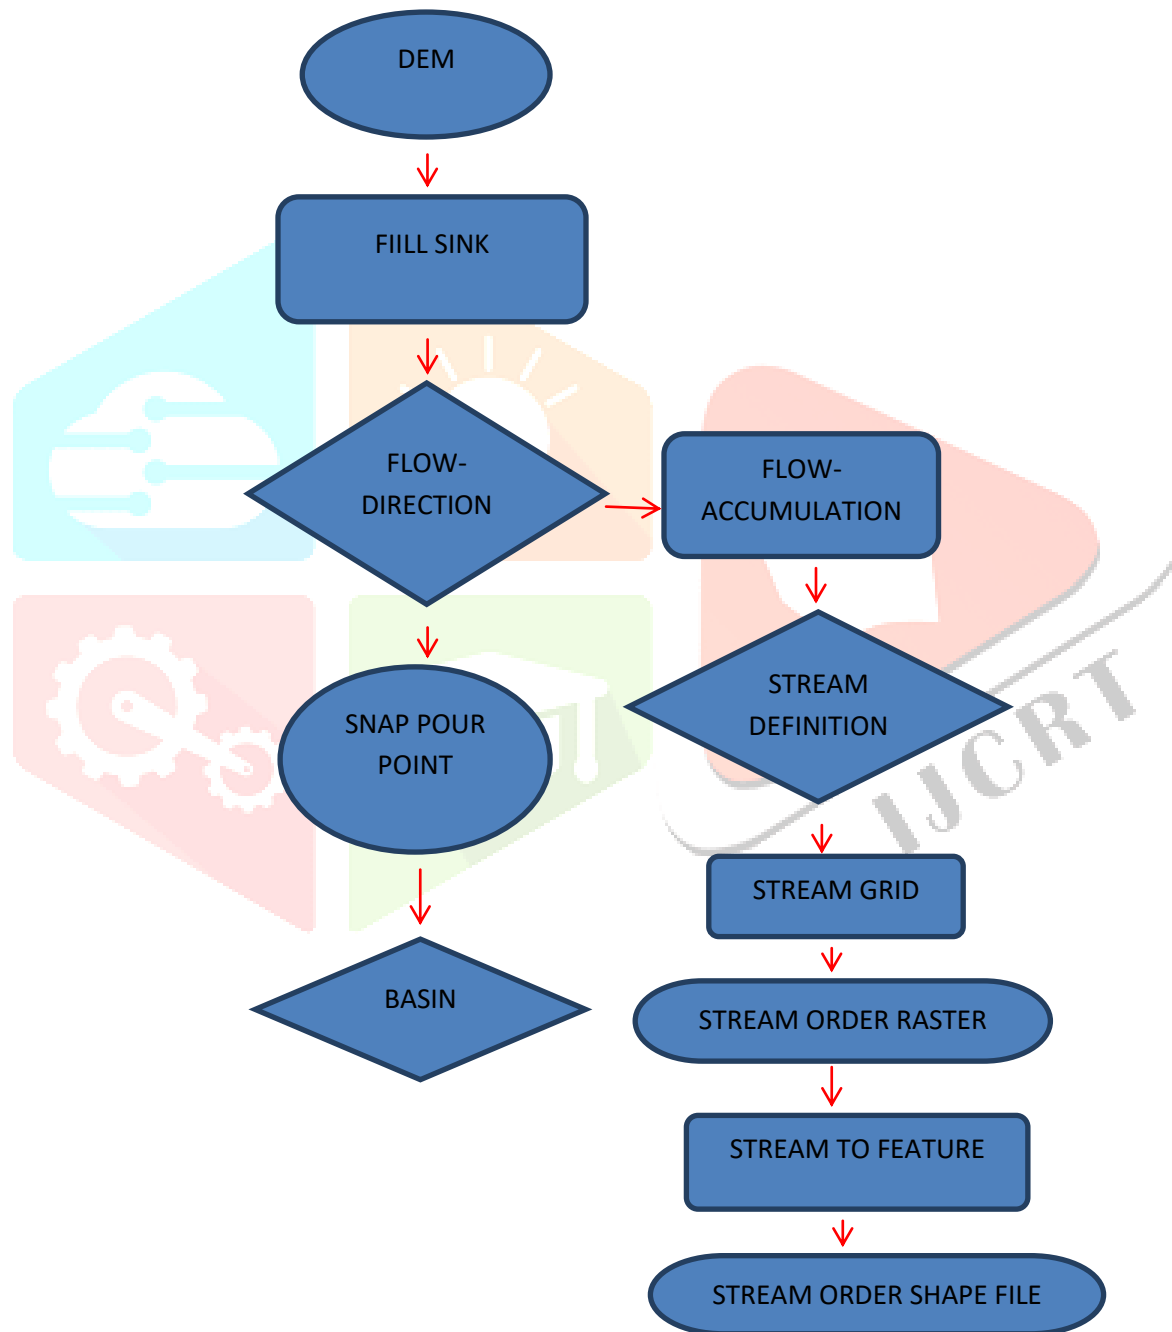 DEM
FIILL SINK
FLOW-
DIRECTION
FLOW-
ACCUMULATION
SNAP POUR
POINT
STREAM
DEFINITION
BASIN
STREAM GRID
STREAM ORDER RASTER
STREAM TO FEATURE
STREAM ORDER SHAPE FILE
IJCRT